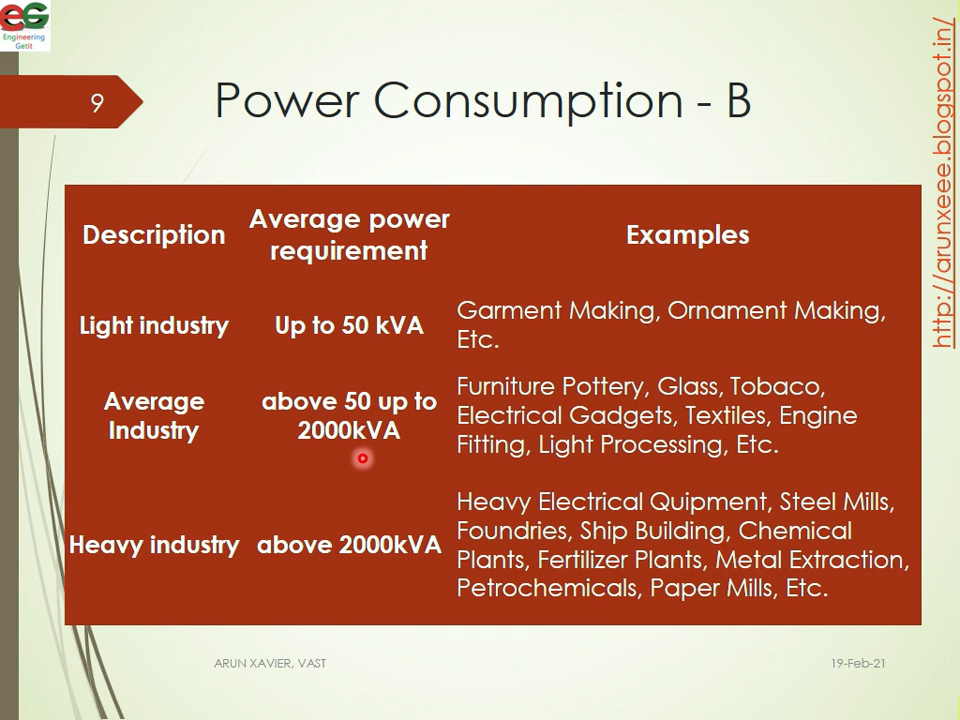 EG
Engineering
Getit
9
Power Consumption - B
http://arunxeee.blogspot.in/
Description
Average power
requirement
Examples
Light industry
Up to 50 kVA
Garment Making, Ornament Making,
Etc.
Average
Industry
above 50 up to
2000kVA
Furniture Pottery, Glass, Tobaco,
Electrical Gadgets, Textiles, Engine
Fitting, Light Processing, Etc.
Heavy industry
above 2000kVA
Heavy Electrical Quipment, Steel Mills,
Foundries, Ship Building, Chemical
Plants, Fertilizer Plants, Metal Extraction,
Petrochemicals, Paper Mills, Etc.
ARUN XAVIER, VAST
19-Feb-21